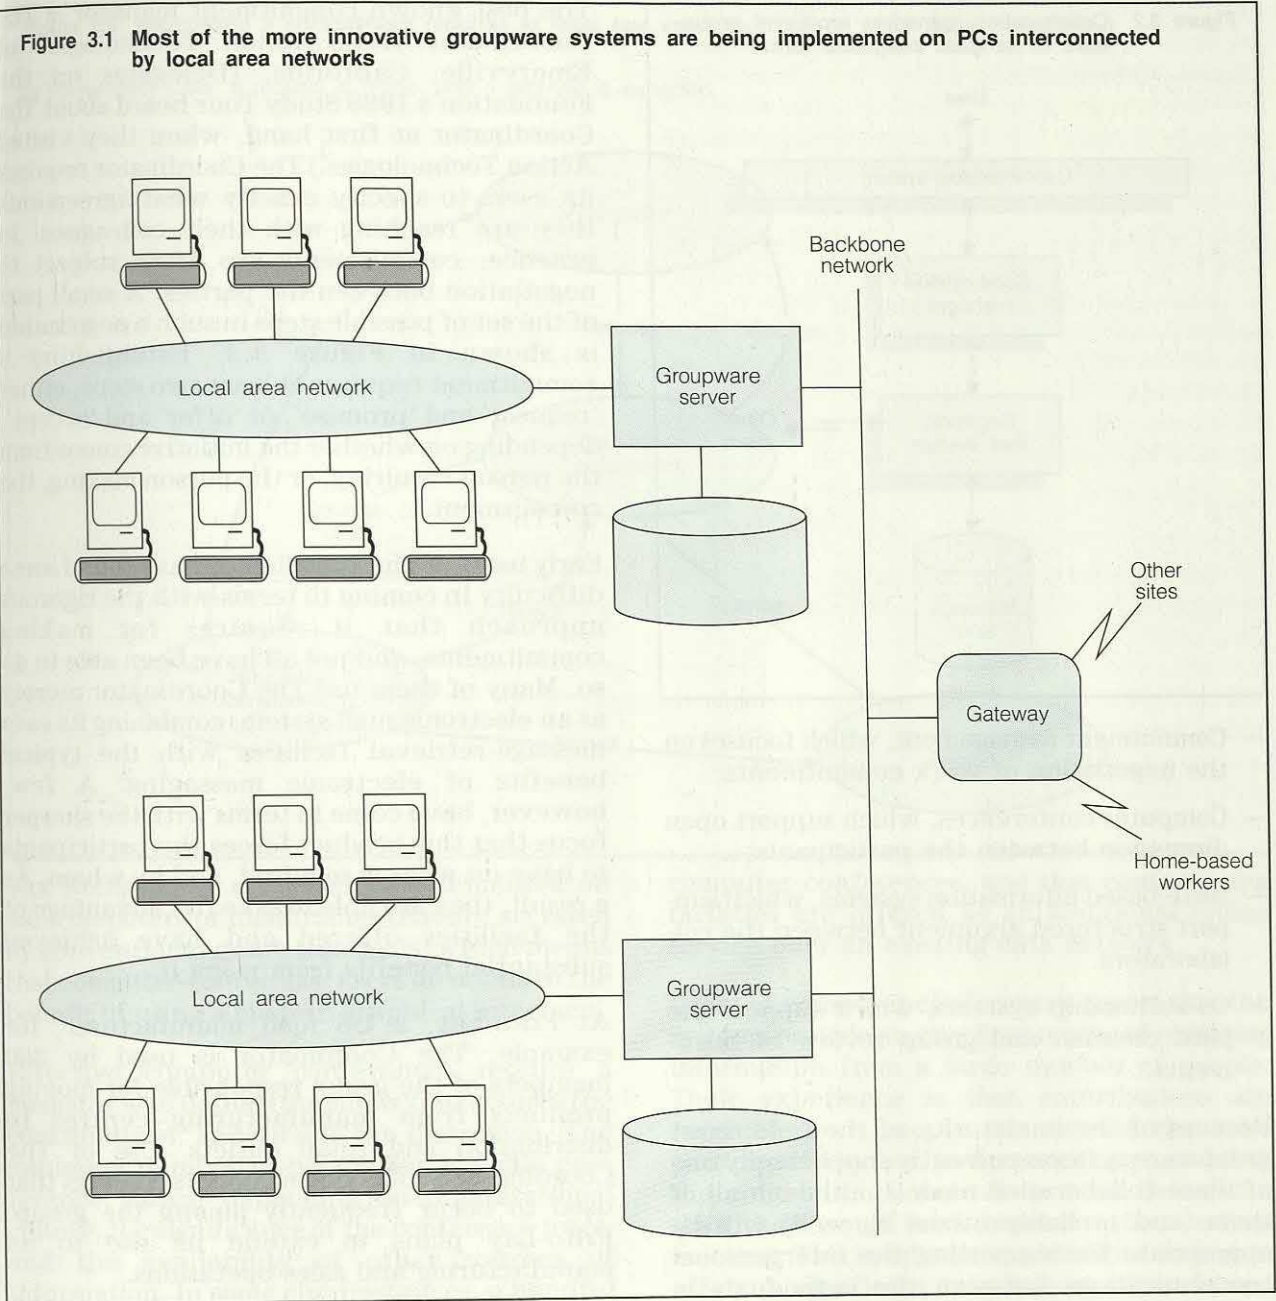 Figure 3.1 Most of the more innovative groupware systems are being implemented on PCs interconnected
by local area networks
Backbone
network
Local area network
Groupware
server
Other
sites
Gateway
Home-based
workers
Local area network
Groupware
server